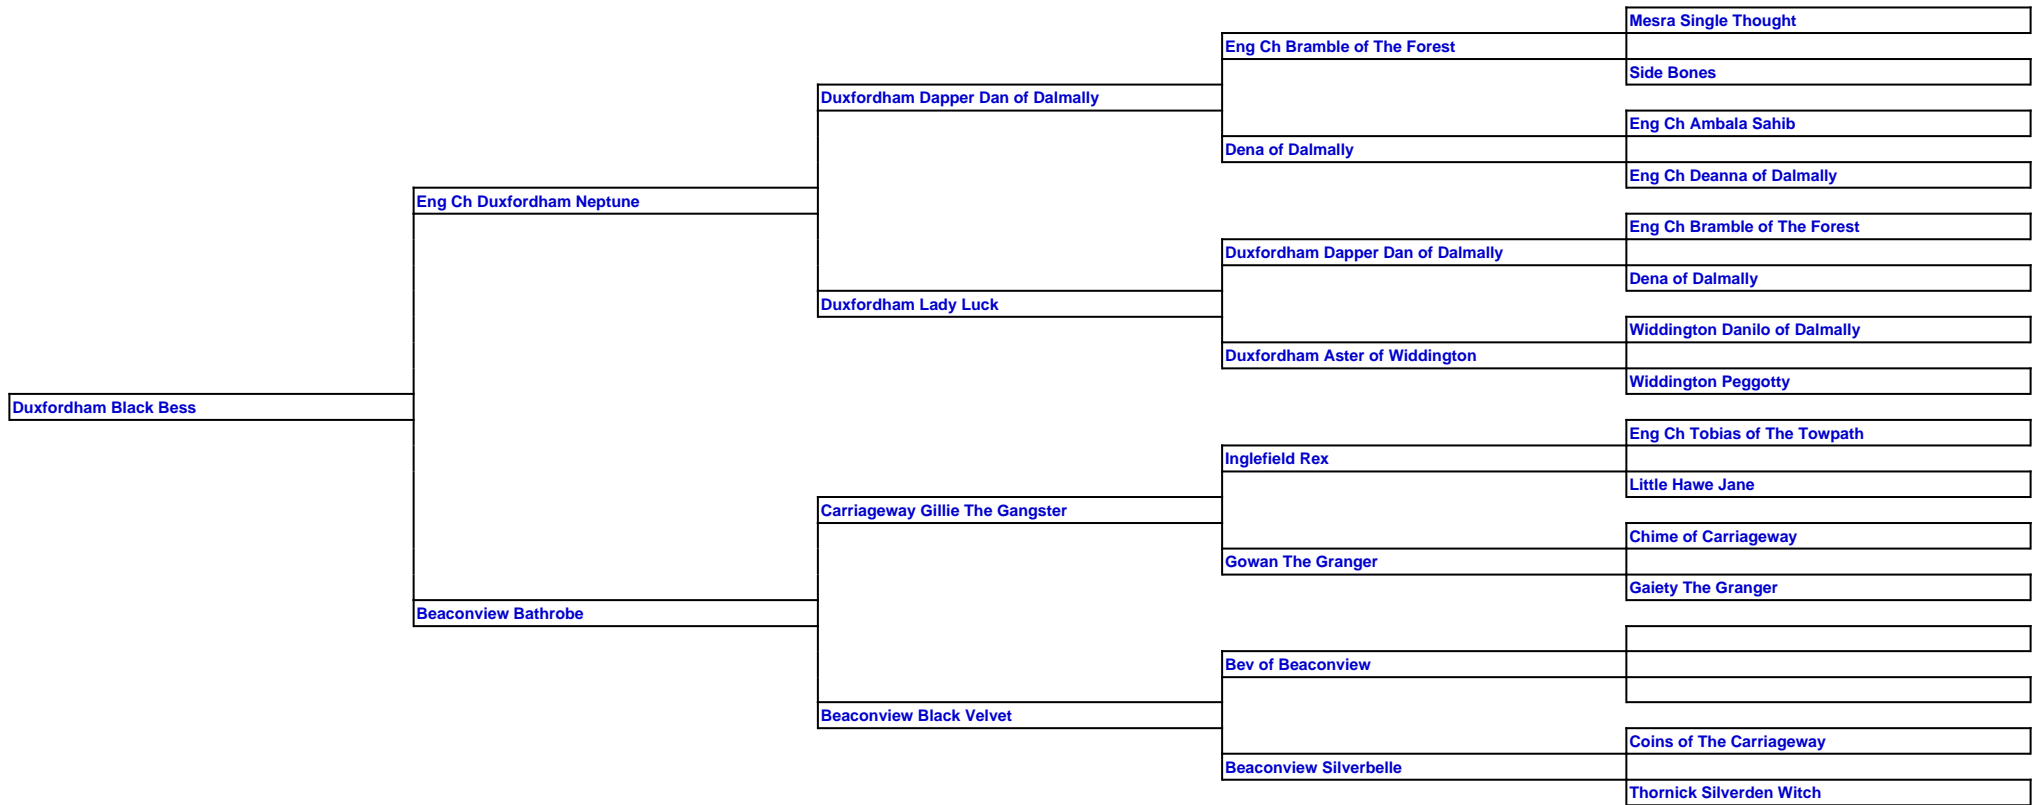 Mesra Single Thought
Eng Ch Bramble of The Forest
Side Bones
Duxfordham Dapper Dan of Dalmally
Eng Ch Ambala Sahib
Dena of Dalmally
Eng Ch Deanna of Dalmally
Eng Ch Duxfordham Neptune
Eng Ch Bramble of The Forest
Duxfordham Dapper Dan of Dalmally
Dena of Dalmally
Duxfordham Lady Luck
Widdington Danilo of Dalmally
Duxfordham Aster of Widdington
Widdington Peggotty
Duxfordham Black Bess
Eng Ch Tobias of The Towpath
Inglefield Rex
Little Hawe Jane
Carriageway Gillie The Gangster
Chime of Carriageway
Gowan The Granger
Gaiety The Granger
Beaconview Bathrobe
Bev of Beaconview
Beaconview Black Velvet
Coins of The Carriageway
Beaconview Silverbelle
Thornick Silverden Witch